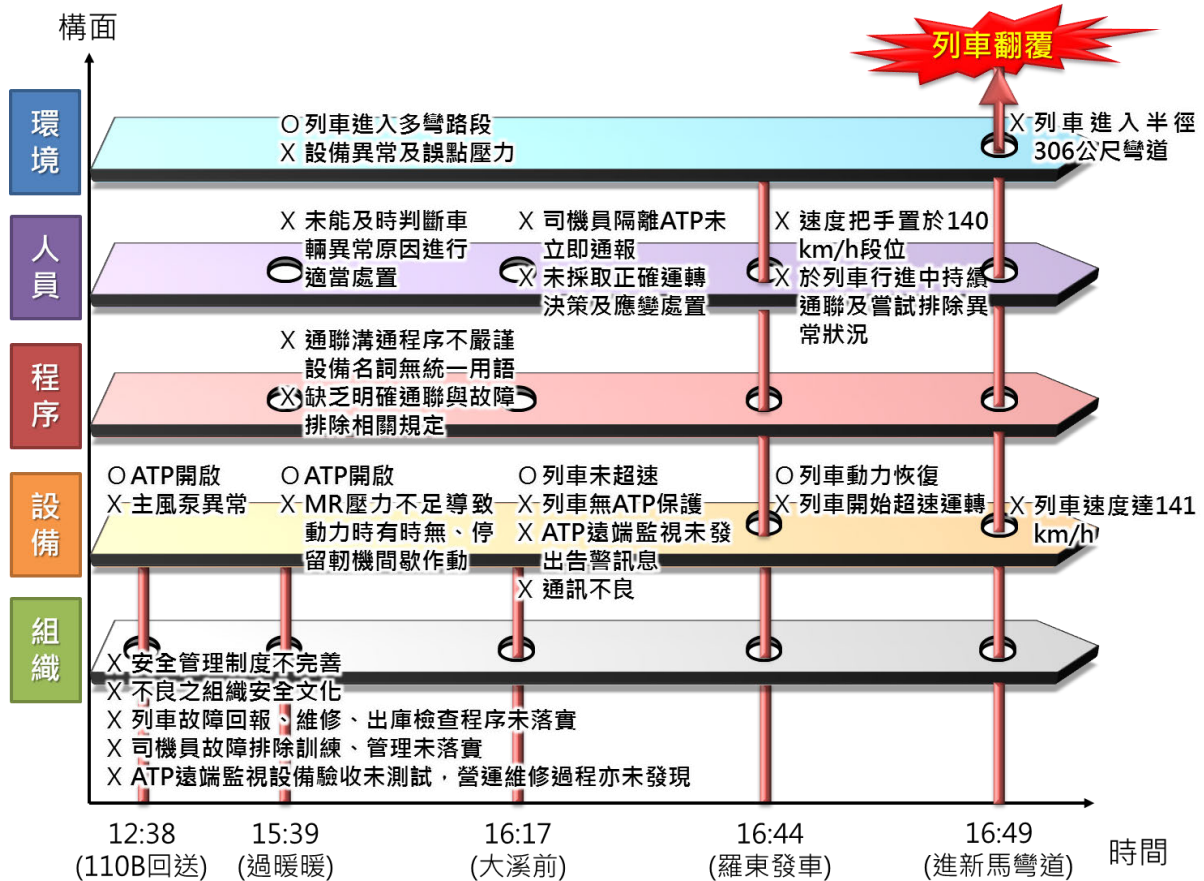 構面
列車翻覆
環境
O 列車進入多彎路段
X 設備異常及誤點壓力
X 列車進入半徑
306公尺彎道
人員
X 未能及時判斷車
輛異常原因進行
適當處置
X 司機員隔離ATP未
立即通報
X 未採取正確運轉
決策及應變處置
X 速度把手置於140
km/h段位
X 於列車行進中持續
通聯及嘗試排除異
常狀況
程序
X 通聯溝通程序不嚴謹
設備名詞無統一用語
X 缺乏明確通聯與故障
排除相關規定
設備
O ATP開啟
X 主風泵異常
O ATP開啟
X MR壓力不足導致
動力時有時無、停
留軔機間歇作動
O 列車未超速
X 列車無ATP保護
X ATP遠端監視未發
出告警訊息
X 通訊不良
O 列車動力恢復
X 列車開始超速運轉
X 列車速度達141
km/h
組織
X 安全管理制度不完善
X 不良之組織安全文化
X 列車故障回報、維修、出庫檢查程序未落實
X 司機員故障排除訓練、管理未落實
X ATP遠端監視設備驗收未測試，營運維修過程亦未發現
12:38
(110B回送)
15:39
(過暖暖)
16:17
(大溪前)
16:44
(羅東發車)
16:49
(進新馬彎道)
時間